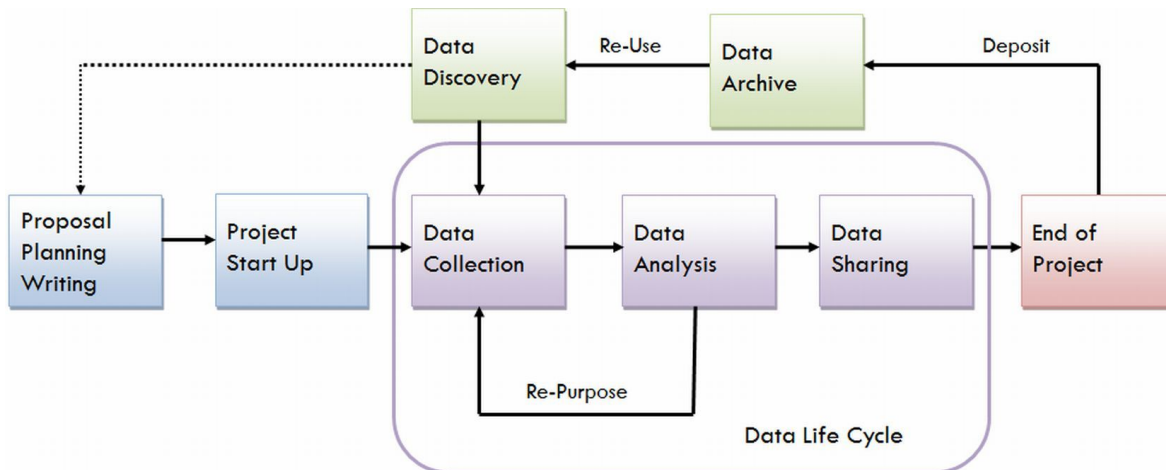 Data
Discovery
Re-Use
Data
Archive
Deposit
Proposal
Planning
Writing
Project
Start Up
Data
Collection
Data
Analysis
Data
Sharing
End of
Project
Re-Purpose
Data Life Cycle